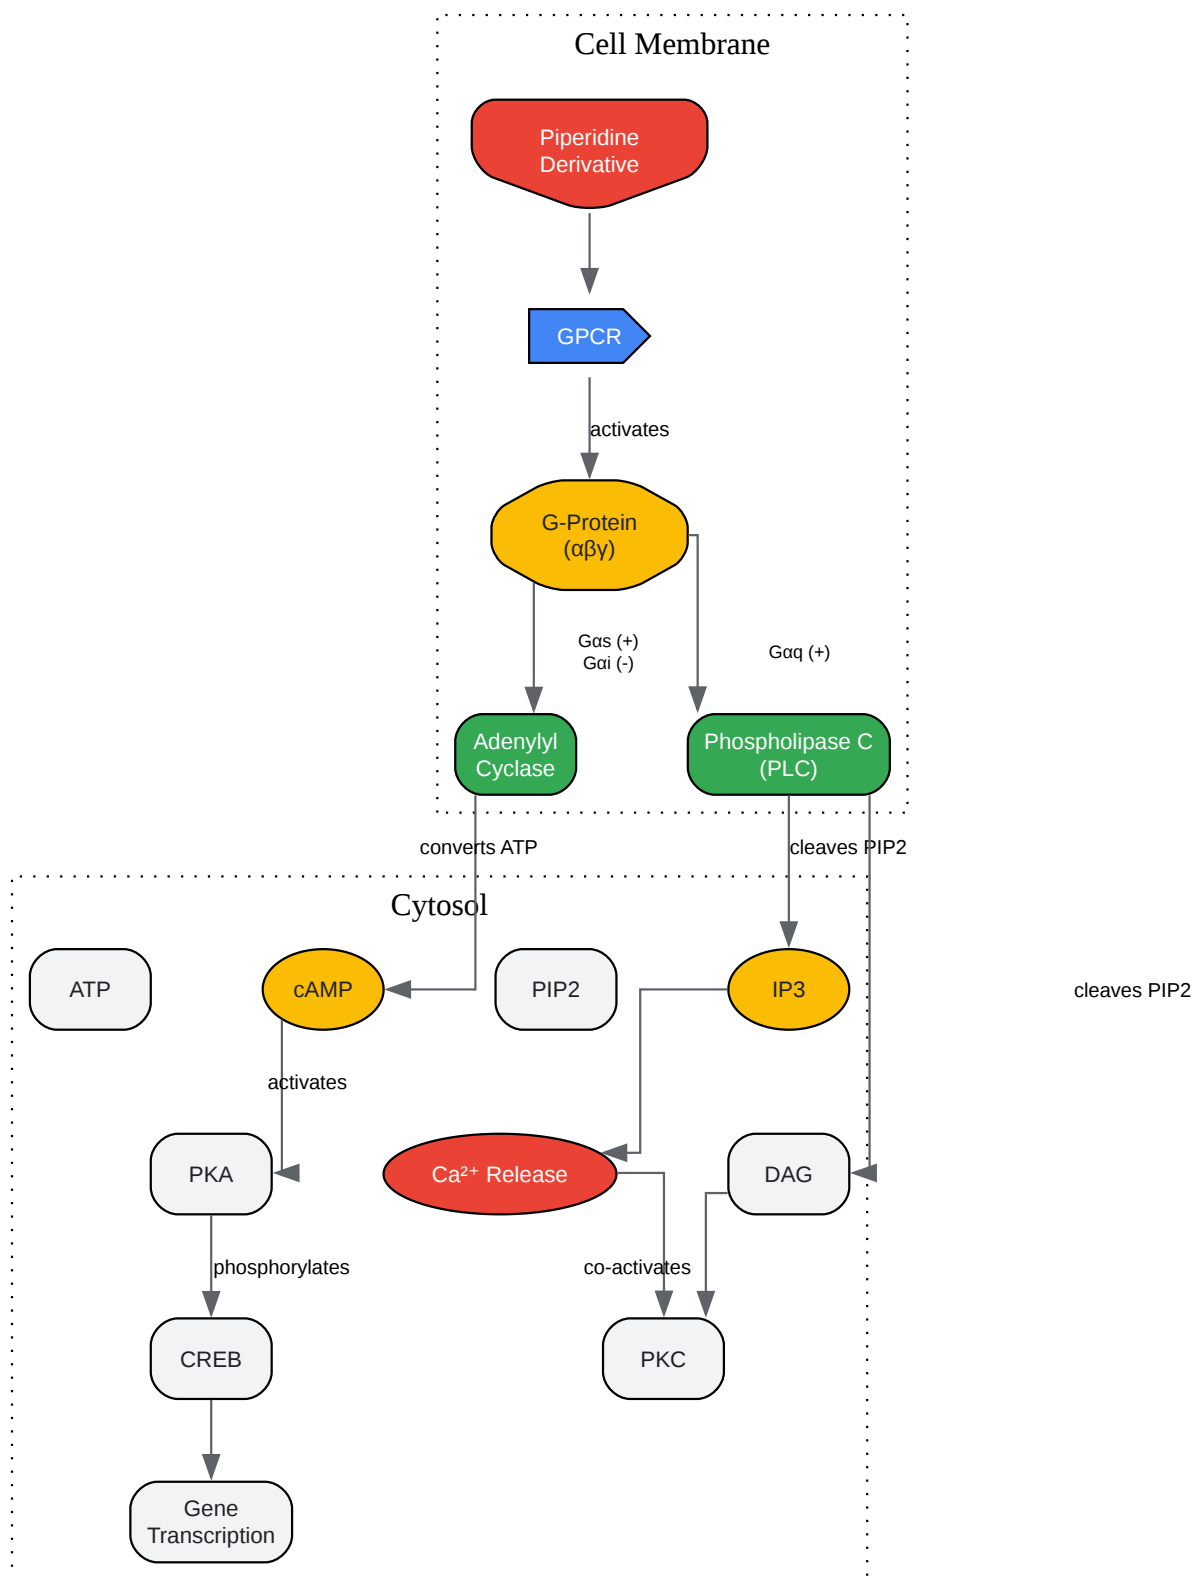 Cell Membrane
Piperidine
Derivative
GPCR
activates
G-Protein
(αβγ)
Gαs (+)
Gαi (-)
Gαq (+)
Adenylyl
Cyclase
Phospholipase C
(PLC)
converts ATP
cleaves PIP2
Cytosol
ATP
cAMP
PIP2
IP3
cleaves PIP2
activates
PKA
Ca²⁺ Release
DAG
phosphorylates
co-activates
CREB
PKC
Gene
Transcription